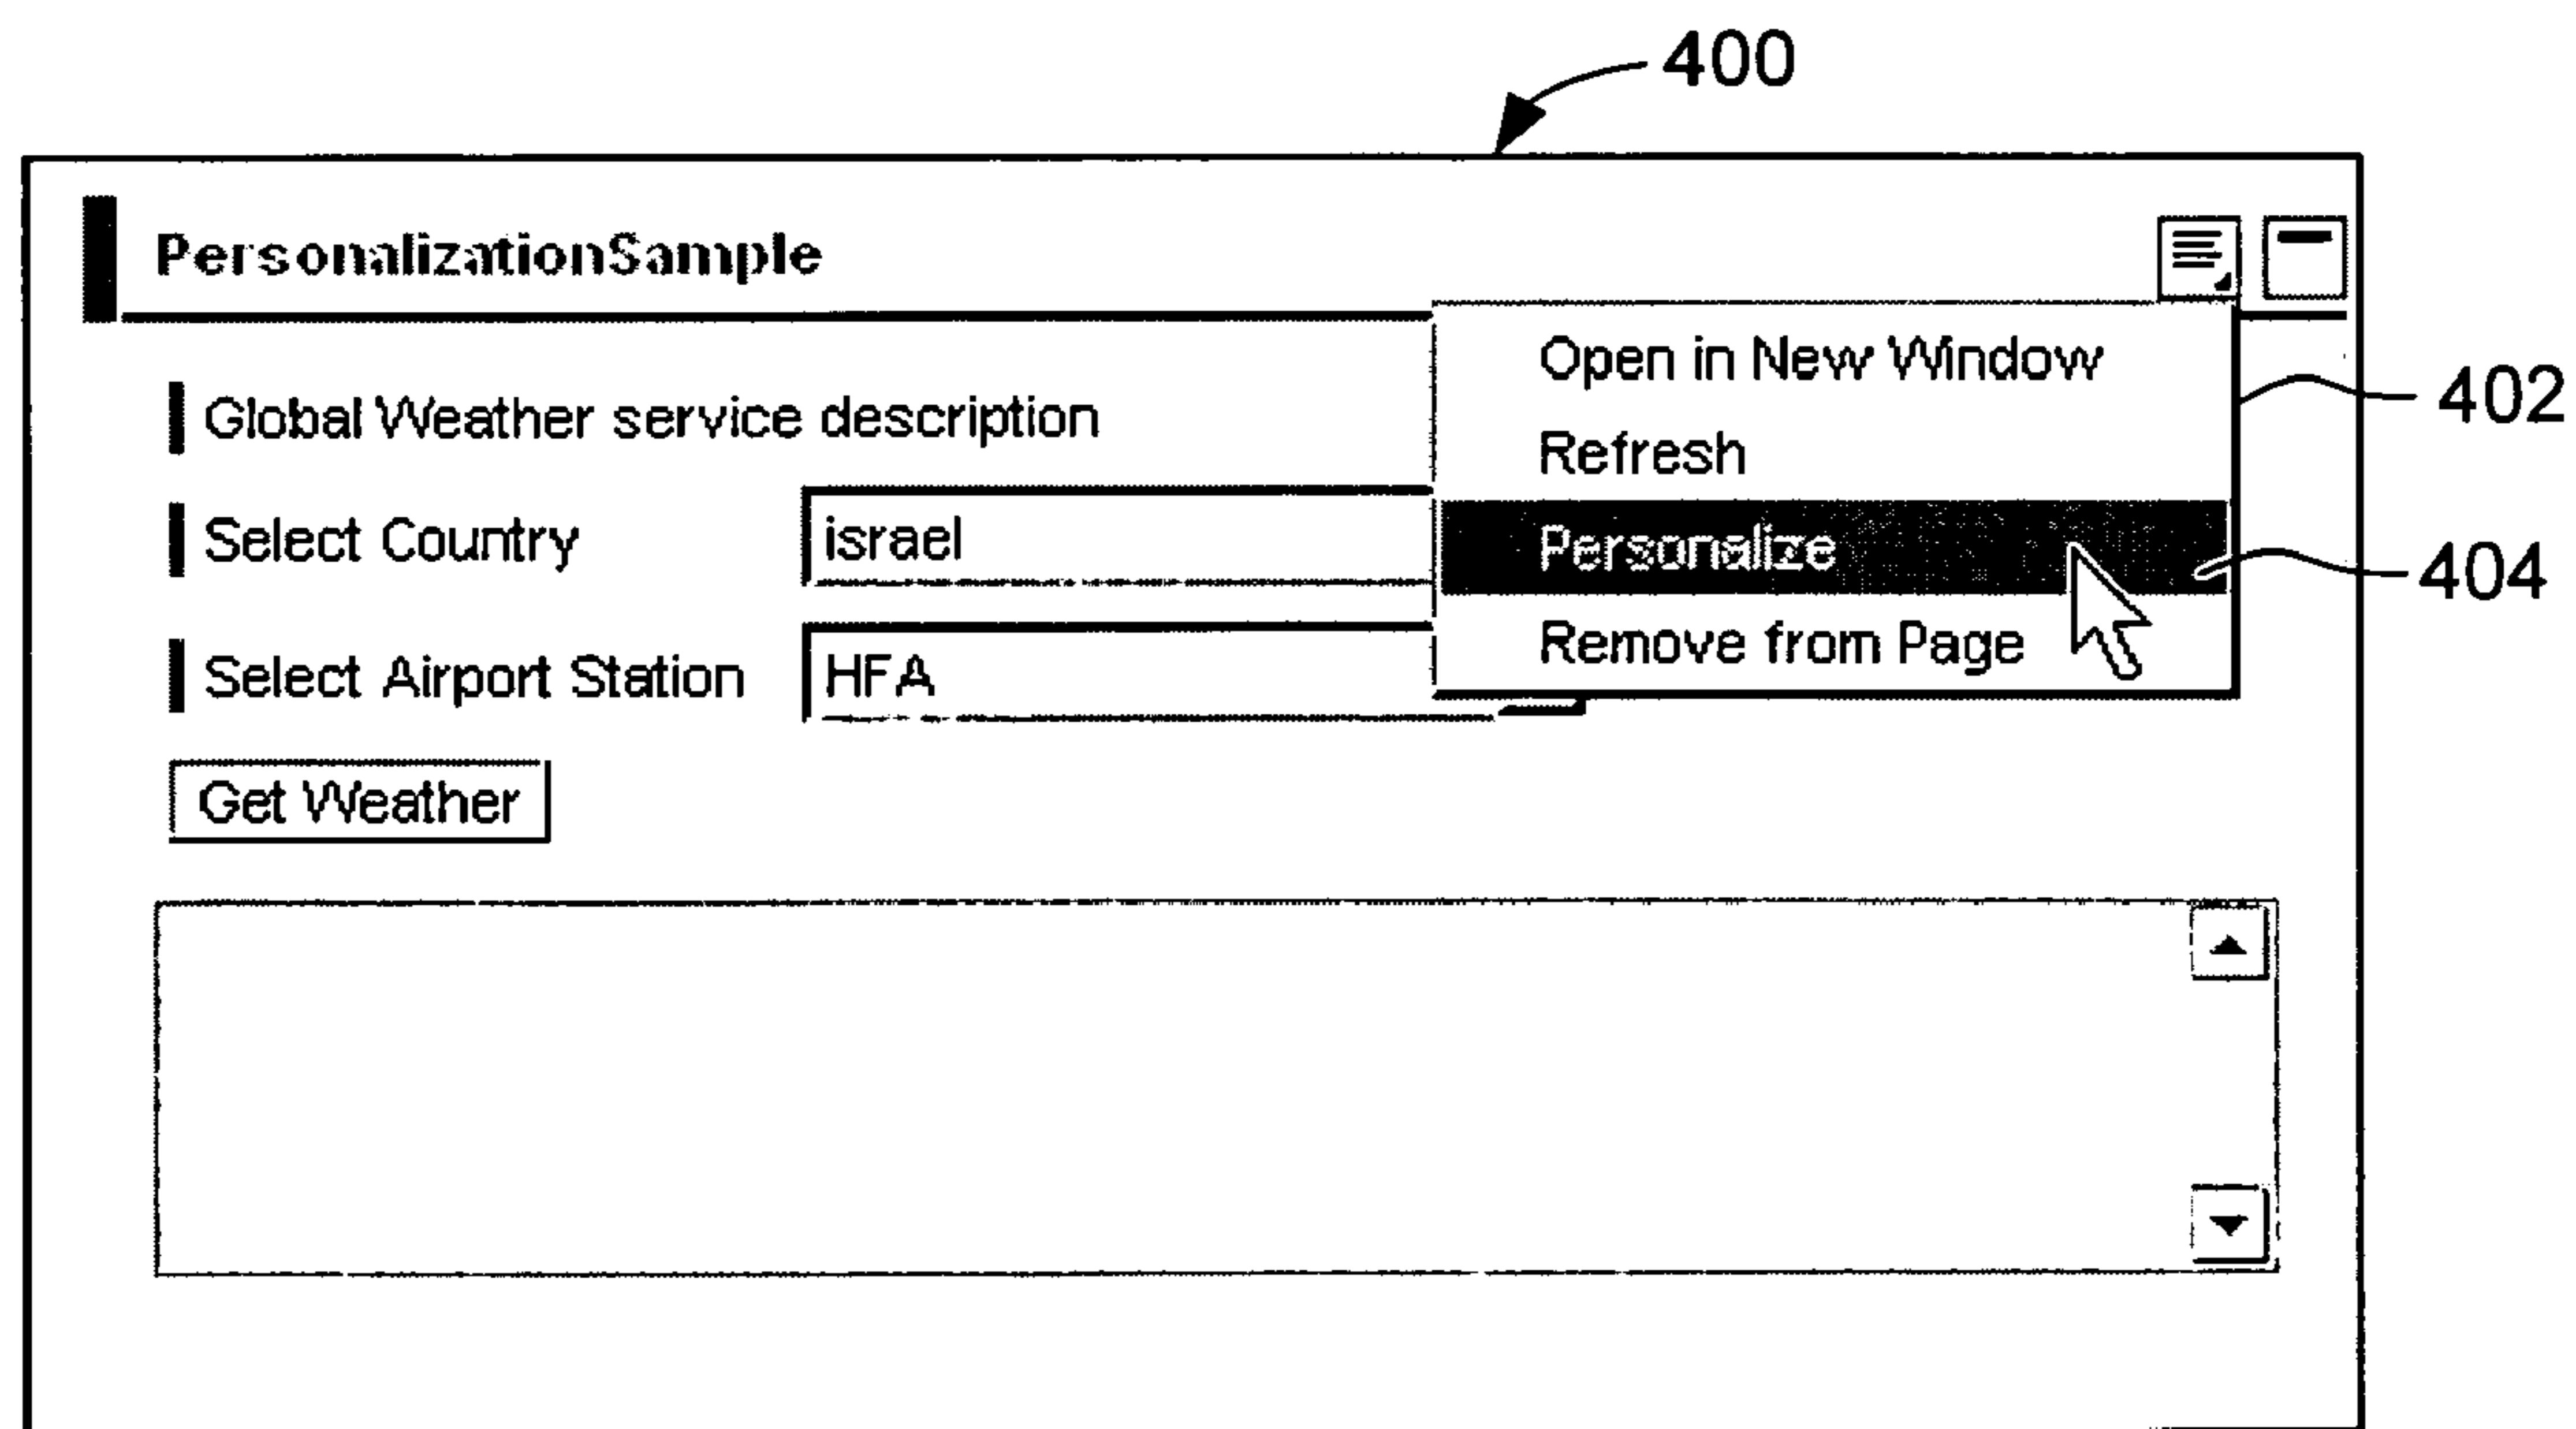 400
PersonalizationSample
Open in New Window
402
Global Weather service description
Refresh
Select Country israel
Personalize
404
Select Airport Station HFA
Remove from Page
Get Weather